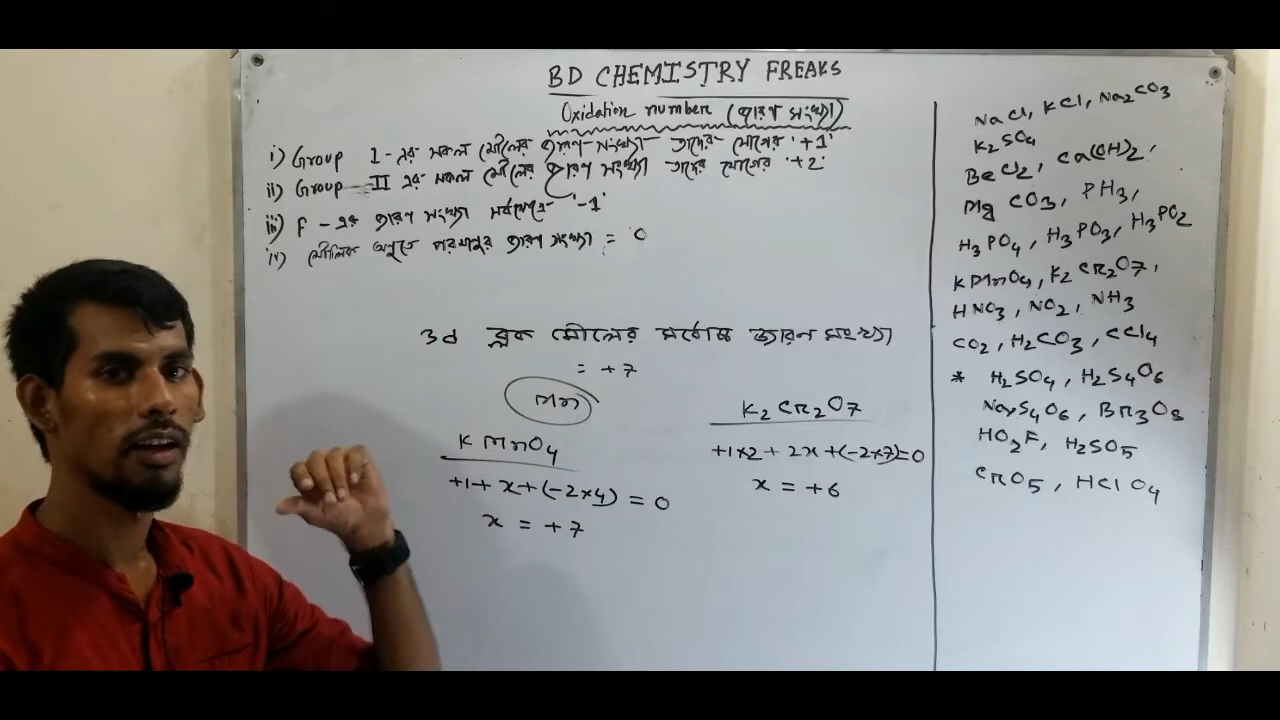 BD CHEMISTRY FREAKS
Oxidation number (জারণ সংখ্যা)
i) Group I-এর সকল মৌলের জারণ সংখ্যা তাদের যৌগের '+1'
ii) Group II এর সকল মৌলের জারণ সংখ্যা তাদের যৌগের '+2'
iii) F-এর জারণ সংখ্যা সর্বক্ষেত্রে '-1'
iv) মৌলিক অনুতে পরমানুর জারণ সংখ্যা = 0
3d ব্লক মৌলের সর্বোচ্চ জারন সংখ্যা
= +7
Mn
KMnO4
+1+x+(-2×4) = 0
x = +7
K2CR2O7
+1×2+2x+(-2×7)=0
x = +6
NaCl, KCl, Na2CO3
K2SO4
BeCl2, Ca(OH)2,
MgCO3, PH3,
H3PO4, H3PO3, H3PO2
KMnO4, K2CR2O7,
HNO3, NO2, NH3
CO2, H2CO3, CCl4
* H2SO4, H2S4O6
Na2S4O6, BR3O8
HO2F, H2SO5
CRO5, HClO4